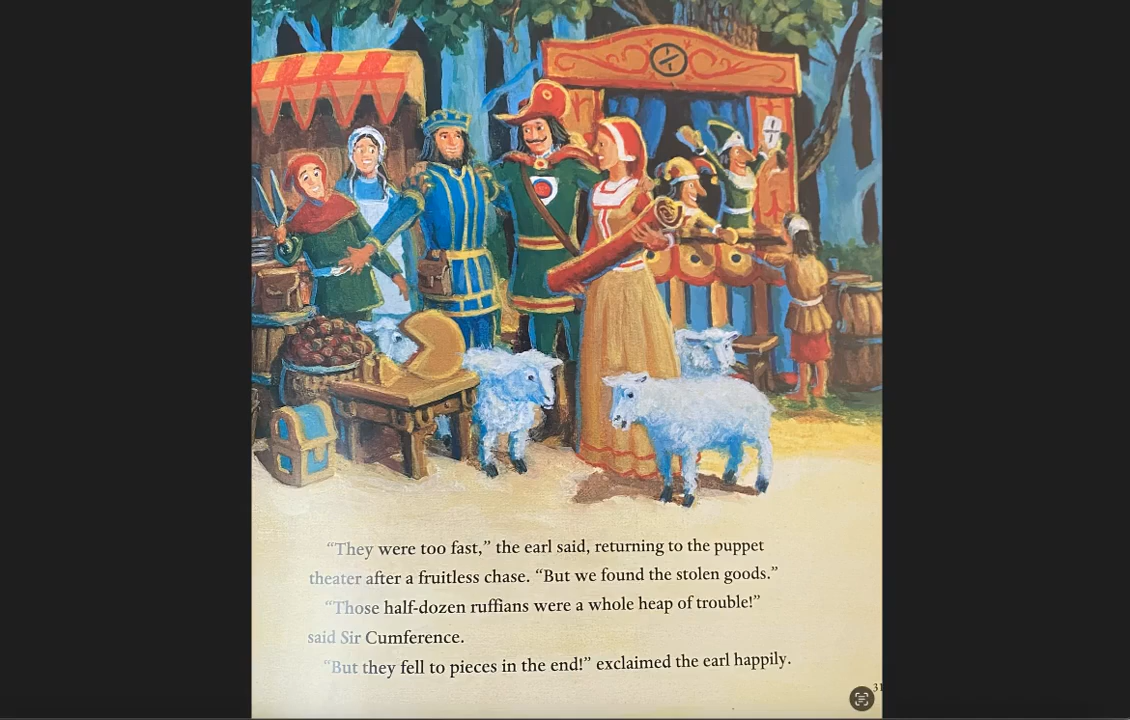 “They were too fast,” the earl said, returning to the puppet
theater after a fruitless chase. “But we found the stolen goods.”
“Those half-dozen ruffians were a whole heap of trouble!”
said Sir Cumference.
“But they fell to pieces in the end!” exclaimed the earl happily.
31